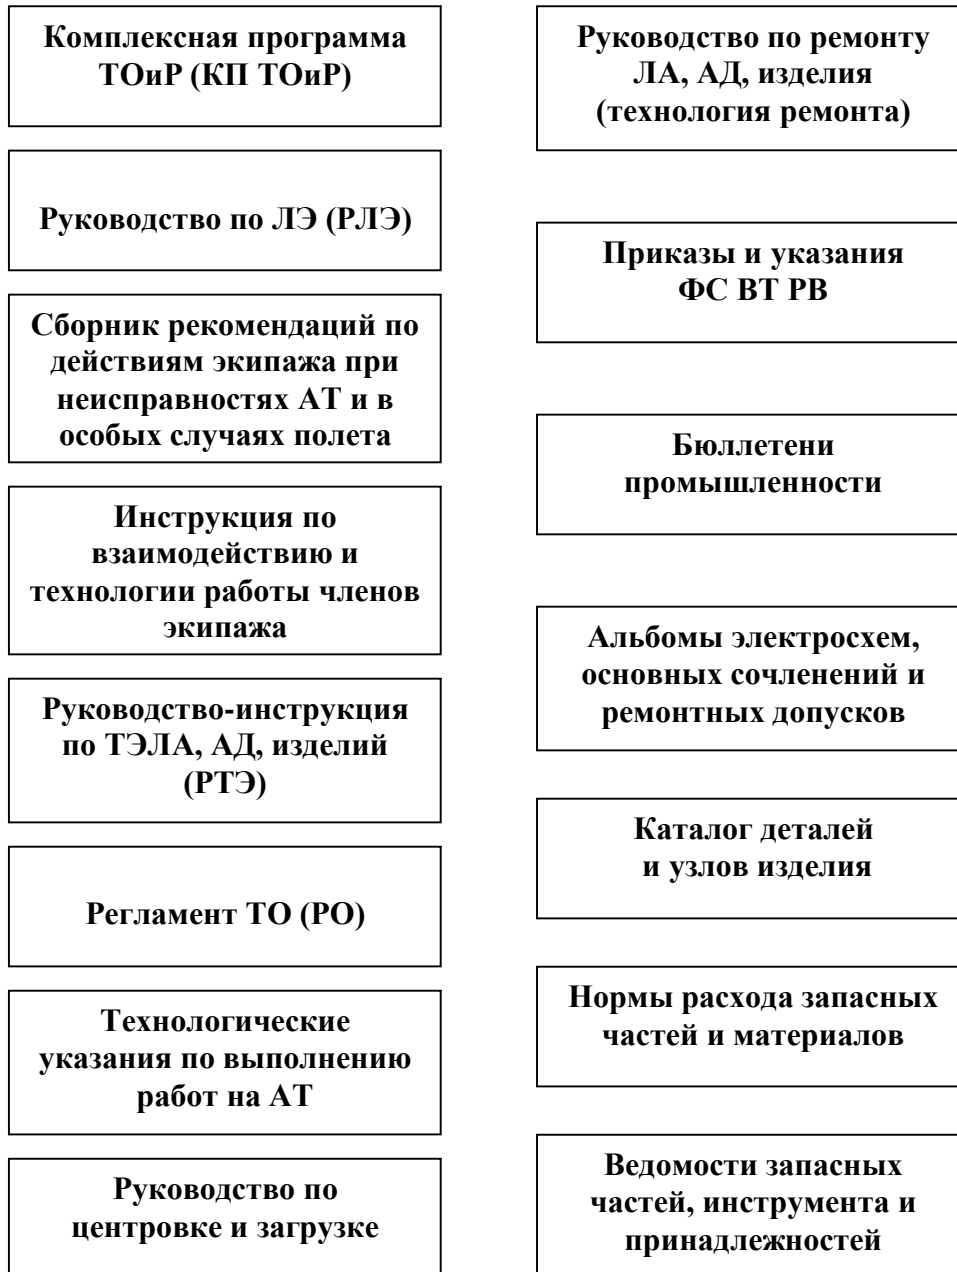 Комплексная программа
ТОиР (КП ТОиР)
Руководство по ЛЭ (РЛЭ)
Сборник рекомендаций по
действиям экипажа при
неисправностях АТ и в
особых случаях полета
Инструкция по
взаимодействию и
технологии работы членов
экипажа
Руководство-инструкция
по ТЭЛА, АД, изделий
(РТЭ)
Регламент ТО (РО)
Технологические
указания по выполнению
работ на АТ
Руководство по
центровке и загрузке
Руководство по ремонту
ЛА, АД, изделия
(технология ремонта)
Приказы и указания
ФС ВТ РВ
Бюллетени
промышленности
Альбомы электросхем,
основных сочленений и
ремонтных допусков
Каталог деталей
и узлов изделия
Нормы расхода запасных
частей и материалов
Ведомости запасных
частей, инструмента и
принадлежностей